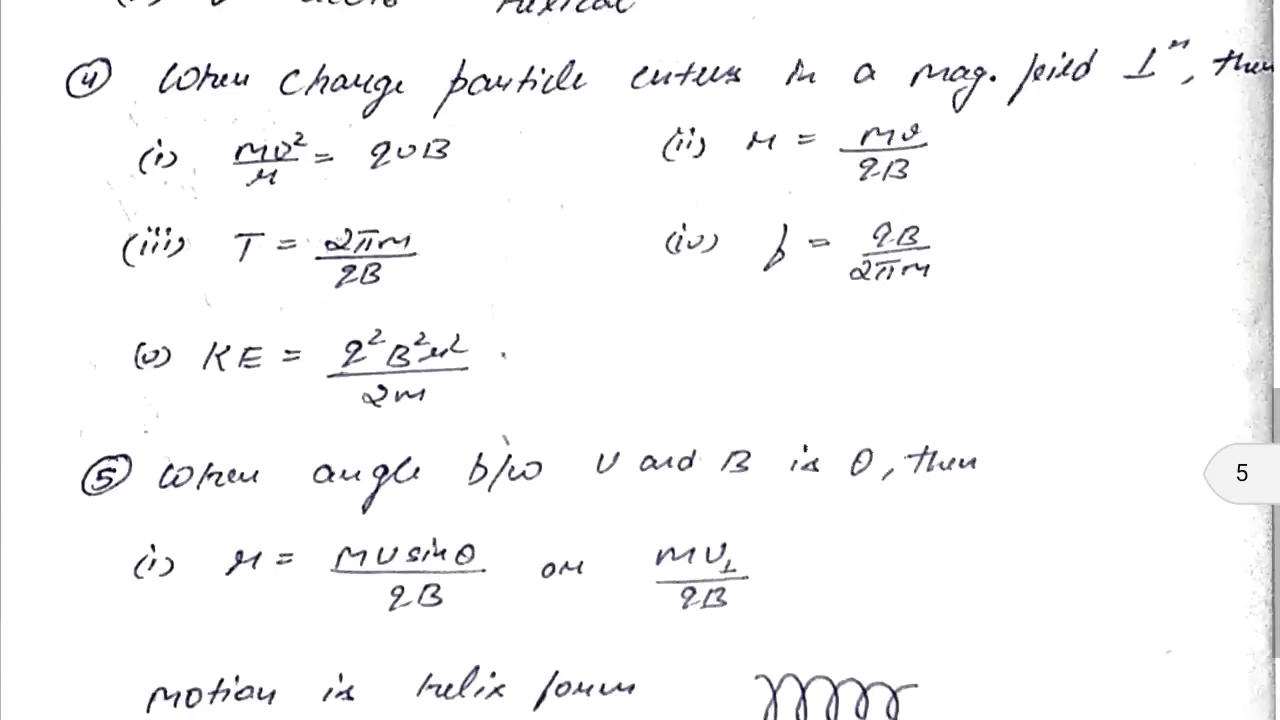 helical
④ When charge particle enters in a mag. field ⊥ʳ, then
(i) mv²/r = qvB (ii) r = mv/qB
(iii) T = 2πm/qB (iv) f = qB/2πm
(v) KE = q²B²r²/2m .
⑤ When angle b/w v and B is θ, then
5
(i) r = mv sin θ/qB or mv⊥/qB
motion is helix form